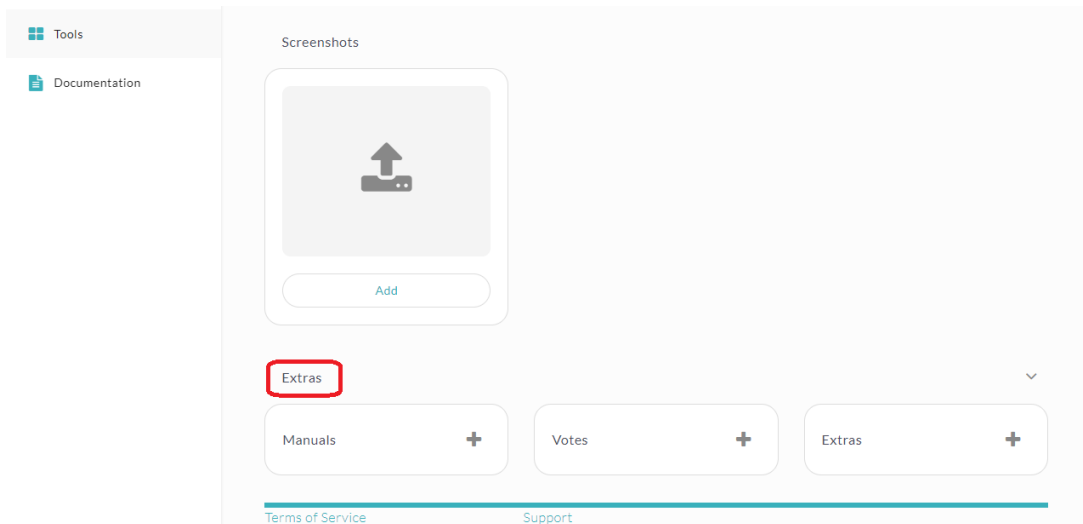 Tools
Documentation
Screenshots
Add
Extras
Manuals
Votes
Extras
Terms of Service
Support